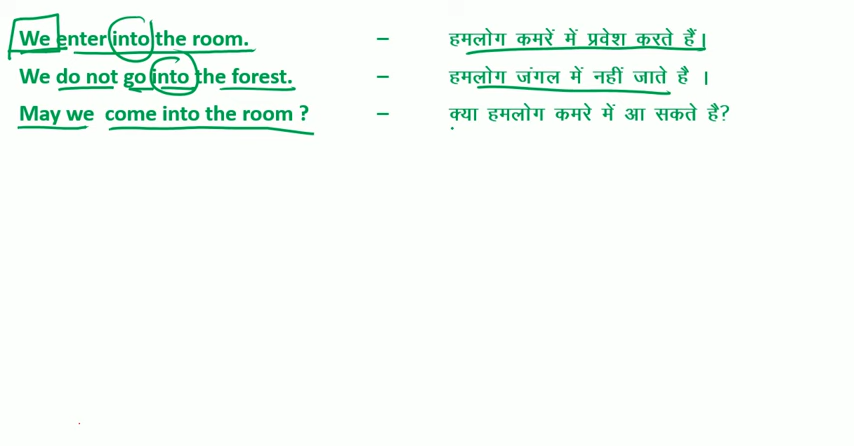 We enter into the room. – हमलोग कमरें में प्रवेश करते हैं।
We do not go into the forest. – हमलोग जंगल में नहीं जाते है ।
May we come into the room ? – क्या हमलोग कमरे में आ सकते है?